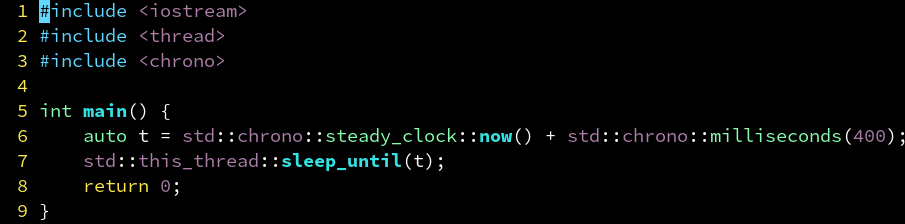 1 #include <iostream>
2 #include <thread>
3 #include <chrono>
4
5 int main() {
6     auto t = std::chrono::steady_clock::now() + std::chrono::milliseconds(400);
7     std::this_thread::sleep_until(t);
8     return 0;
9 }